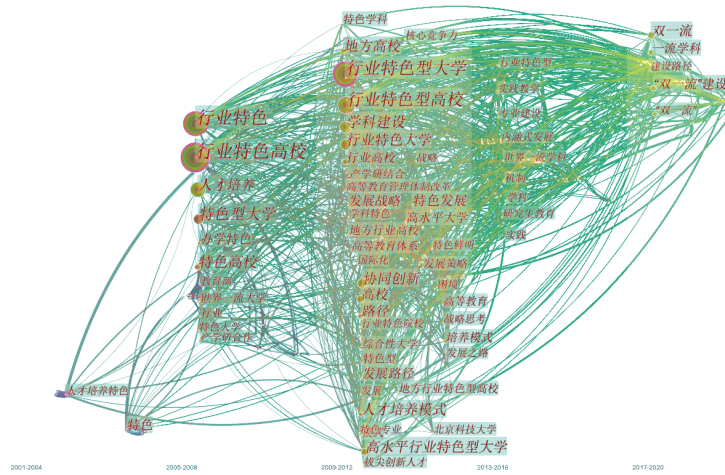 人才培养特色
特色
行业特色
行业特色高校
人才培养
特色型大学
办学特色
特色高校
教育部
世界一流大学
行业
特色大学
产学研合作
特色学科
地方高校
核心竞争力
行业特色型大学
行业特色型高校
学科建设
行业特色大学
行业高校
战略
产学研结合
高等教育管理体制改革
发展战略
特色发展
学科特色
高水平大学
地方行业高校
高等教育体系
特色鲜明
国际化
发展策略
协同创新
困境
高校
高等教育
路径
行业特色院校
战略思考
综合性大学
培养模式
特色型
发展之路
发展路径
发展
地方行业特色型高校
人才培养模式
特色专业
北京科技大学
高水平行业特色型大学
拔尖创新人才
行业特色型
实践教学
专业建设
内涵式发展
世界一流学科
机制
学科
研究生教育
实践
双一流
一流学科
建设路径
“双一流”建设
“双一流”
2001-2004
2005-2008
2009-2012
2013-2016
2017-2020